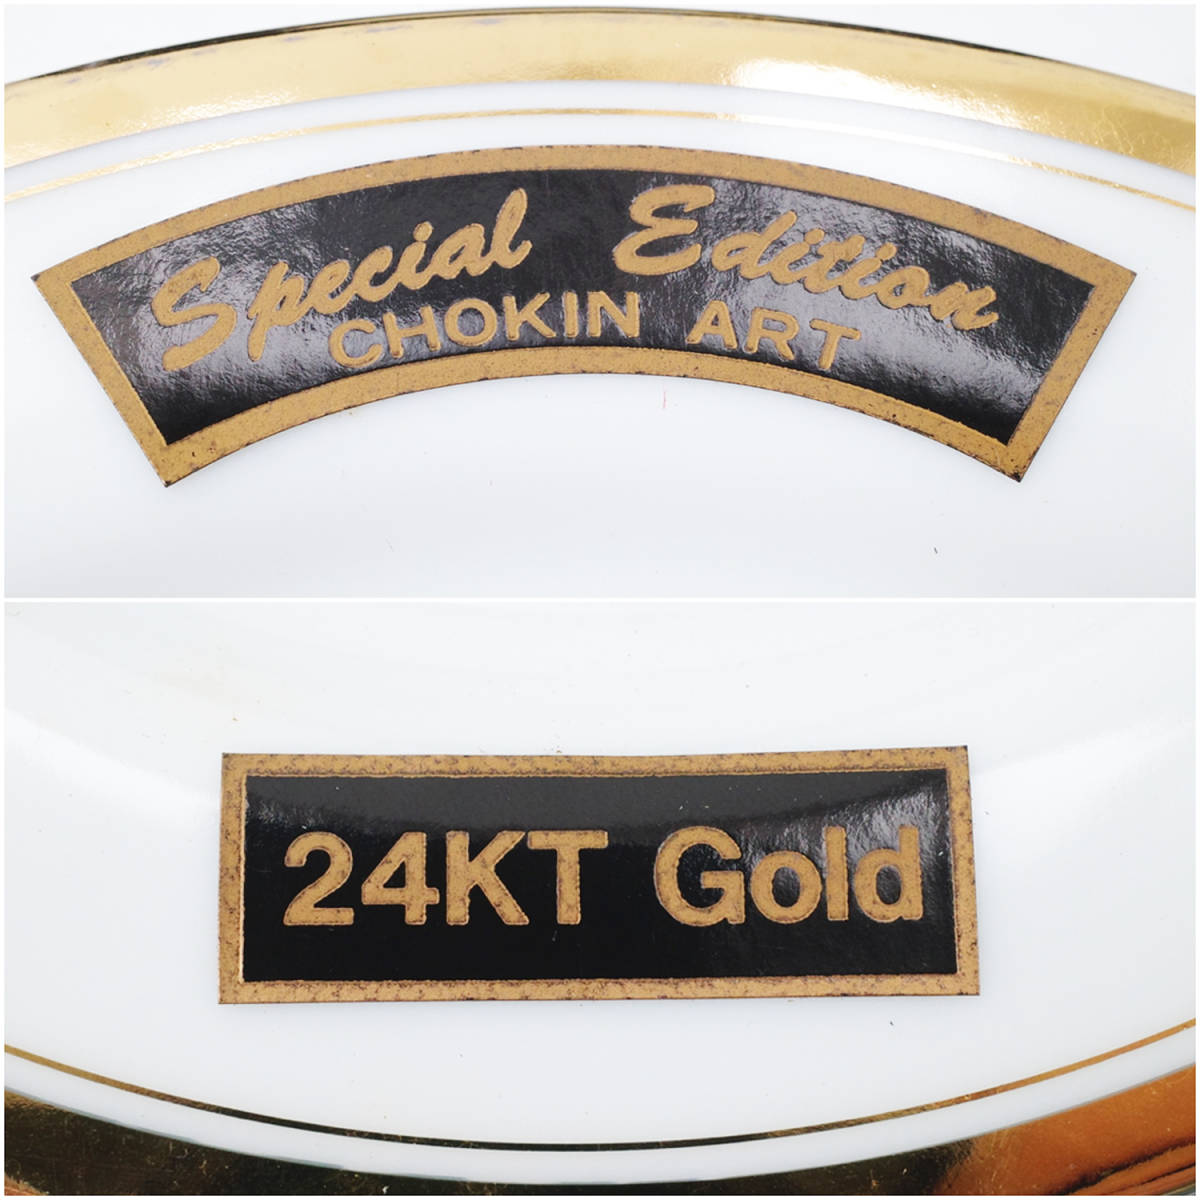 Special Edition
CHOKIN ART
24KT Gold